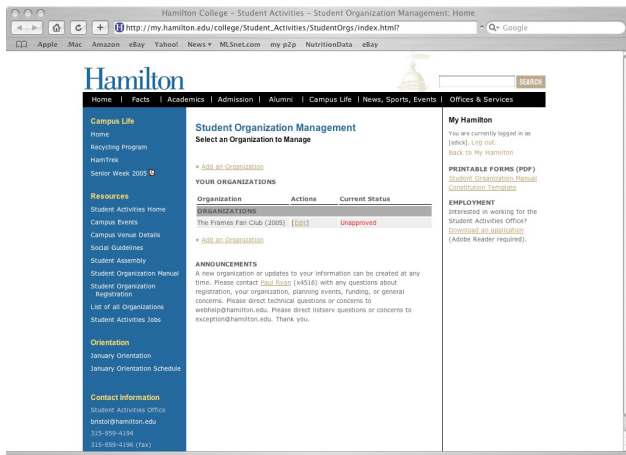 Hamilton College – Student Activities – Student Organization Management: Home
http://my.hamilton.edu/college/Student_Activities/StudentOrgs/index.html?
Google
Apple .Mac Amazon eBay Yahoo! News MLSnet.com my p2p NutritionData eBay
Hamilton
SEARCH
Home | Facts | Academics | Admission | Alumni | Campus Life | News, Sports, Events | Offices & Services
Campus Life
Home
Recycling Program
HamTrek
Senior Week 2005
Resources
Student Activities Home
Campus Events
Campus Venue Details
Social Guidelines
Student Assembly
Student Organization Manual
Student Organization
Registration
List of all Organizations
Student Activities Jobs
Orientation
January Orientation
January Orientation Schedule
Contact Information
Student Activities Office
bristol@hamilton.edu
315-859-4194
315-859-4196 (fax)
Student Organization Management
Select an Organization to Manage
» Add an Organization
YOUR ORGANIZATIONS
Organization Actions Current Status
ORGANIZATIONS
The Frames Fan Club (2005) [Edit] Unapproved
» Add an Organization
ANNOUNCEMENTS
A new organization or updates to your information can be created at any
time. Please contact Paul Ryan (x4516) with any questions about
registration, your organization, planning events, funding, or general
concerns. Please direct technical questions or concerns to
webhelp@hamilton.edu. Please direct listserv questions or concerns to
exception@hamilton.edu. Thank you.
My Hamilton
You are currently logged in as
[edick]. Log out.
Back to My Hamilton
PRINTABLE FORMS (PDF)
Student Organization Manual
Constitution Template
EMPLOYMENT
Interested in working for the
Student Activities Office?
Download an application
(Adobe Reader required).